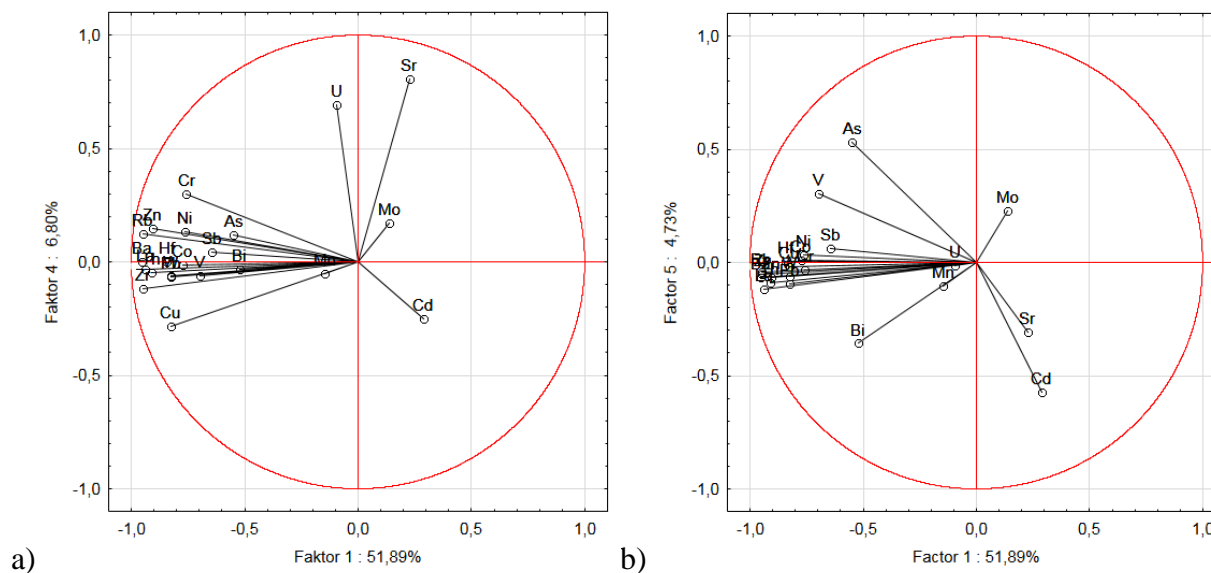 1,0
Sr
U
0,5
Cr
Mo
Zn
Rb
Ni
As
Sb
Ba
Hf
Co
0,0
Bi
Mn
V
Zr
Cu
Cd
-0,5
-1,0
-1,0 -0,5 0,0 0,5 1,0
Faktor 4 : 6,80%
a) Faktor 1 : 51,89%
1,0
As
0,5
V
Mo
Sb
Ni
U
0,0
Mn
Sr
Bi
Cd
-0,5
-1,0
-1,0 -0,5 0,0 0,5 1,0
Factor 5 : 4,73%
b) Factor 1 : 51,89%